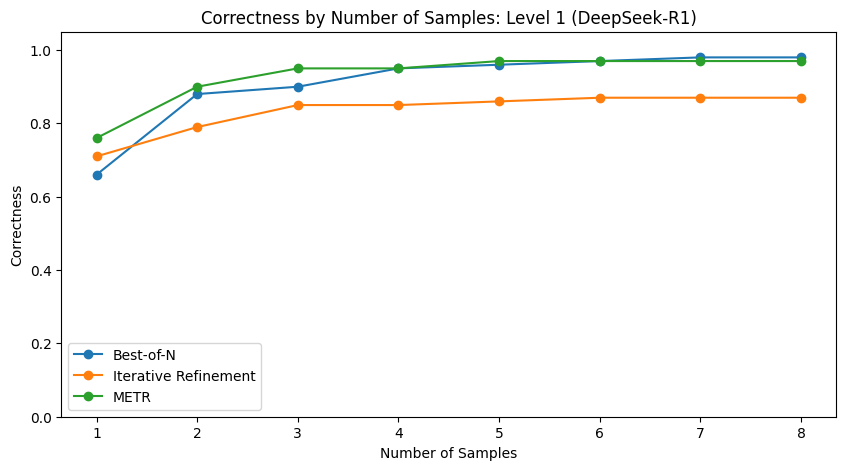 Correctness by Number of Samples: Level 1 (DeepSeek-R1)
1.0
0.8
0.6
0.4
0.2
0.0
Correctness
Best-of-N
Iterative Refinement
METR
1 2 3 4 5 6 7 8
Number of Samples